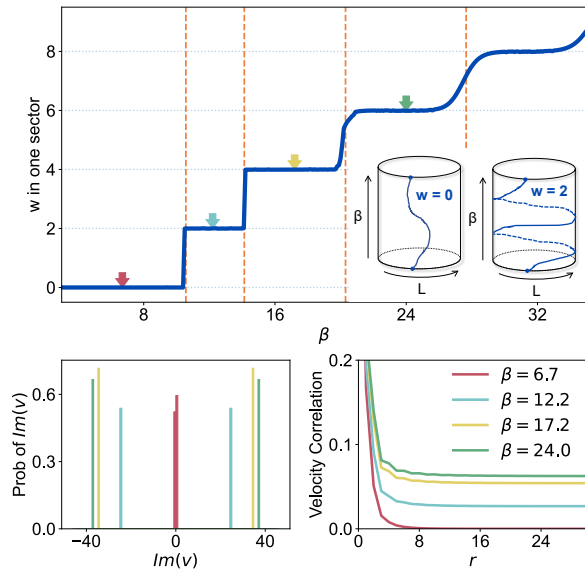 8
6
4
2
0
w in one sector
8
16
24
32
β
w = 0
β
L
w = 2
β
L
0.6
0.3
0.0
Prob of Im(v)
−40
0
40
Im(v)
0.2
0.1
0.0
Velocity Correlation
0
8
16
24
r
β = 6.7
β = 12.2
β = 17.2
β = 24.0